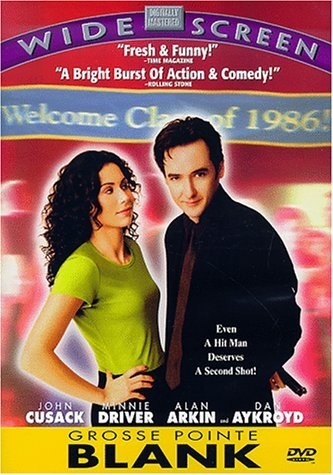 WIDE SCREEN
DIGITALLY
MASTERED
"Fresh & Funny!"
-TIME MAGAZINE
"A Bright Burst Of Action & Comedy!"
-ROLLING STONE
Welcome Class of 1986!
Even
A Hit Man
Deserves
A Second Shot!
JOHN CUSACK MINNIE DRIVER ALAN ARKIN and DAN AYKROYD
GROSSE POINTE
BLANK
DVD
VIDEO